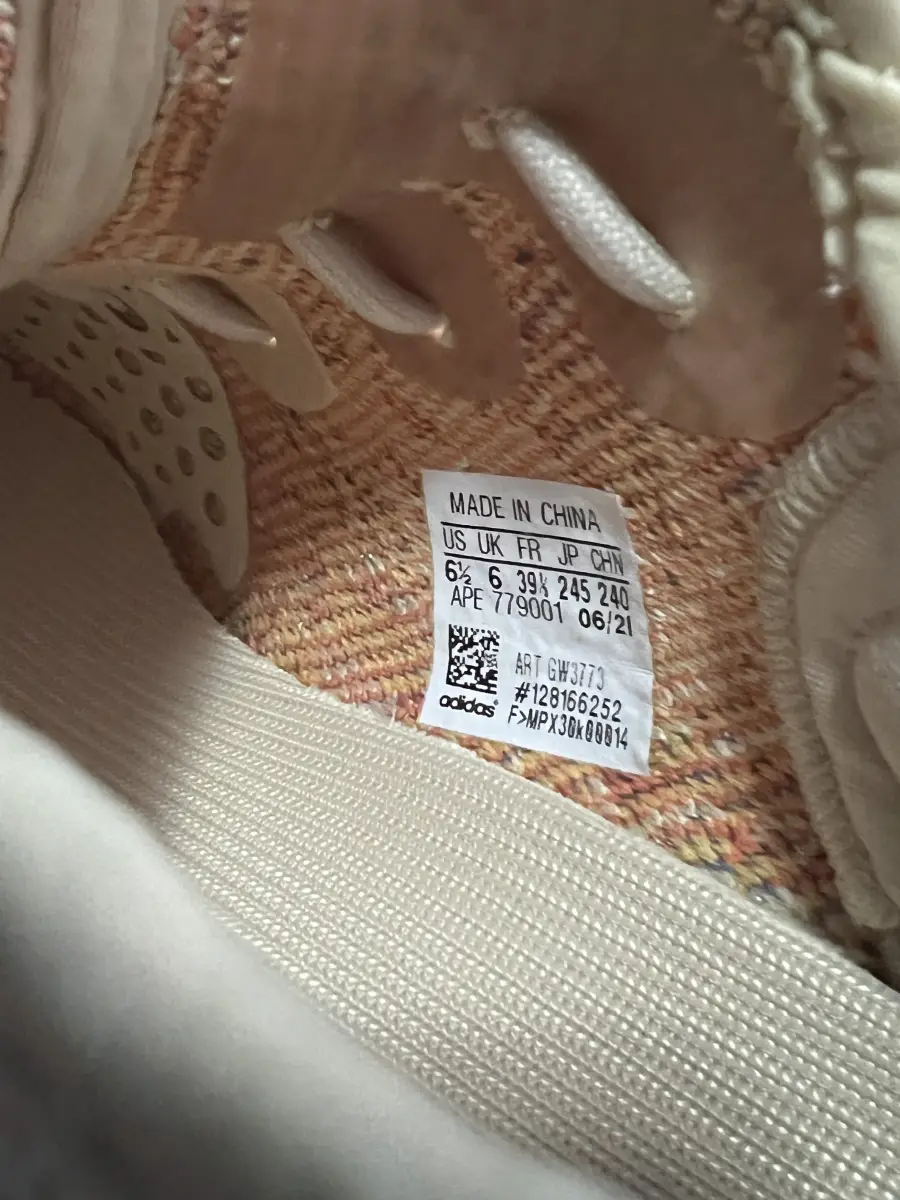 MADE IN CHINA
US UK FR JP CHN
6½ 6 39⅓ 245 240
APE 779001 06/21
ART GW3773
#128166252
adidas
F>MPX30k00014